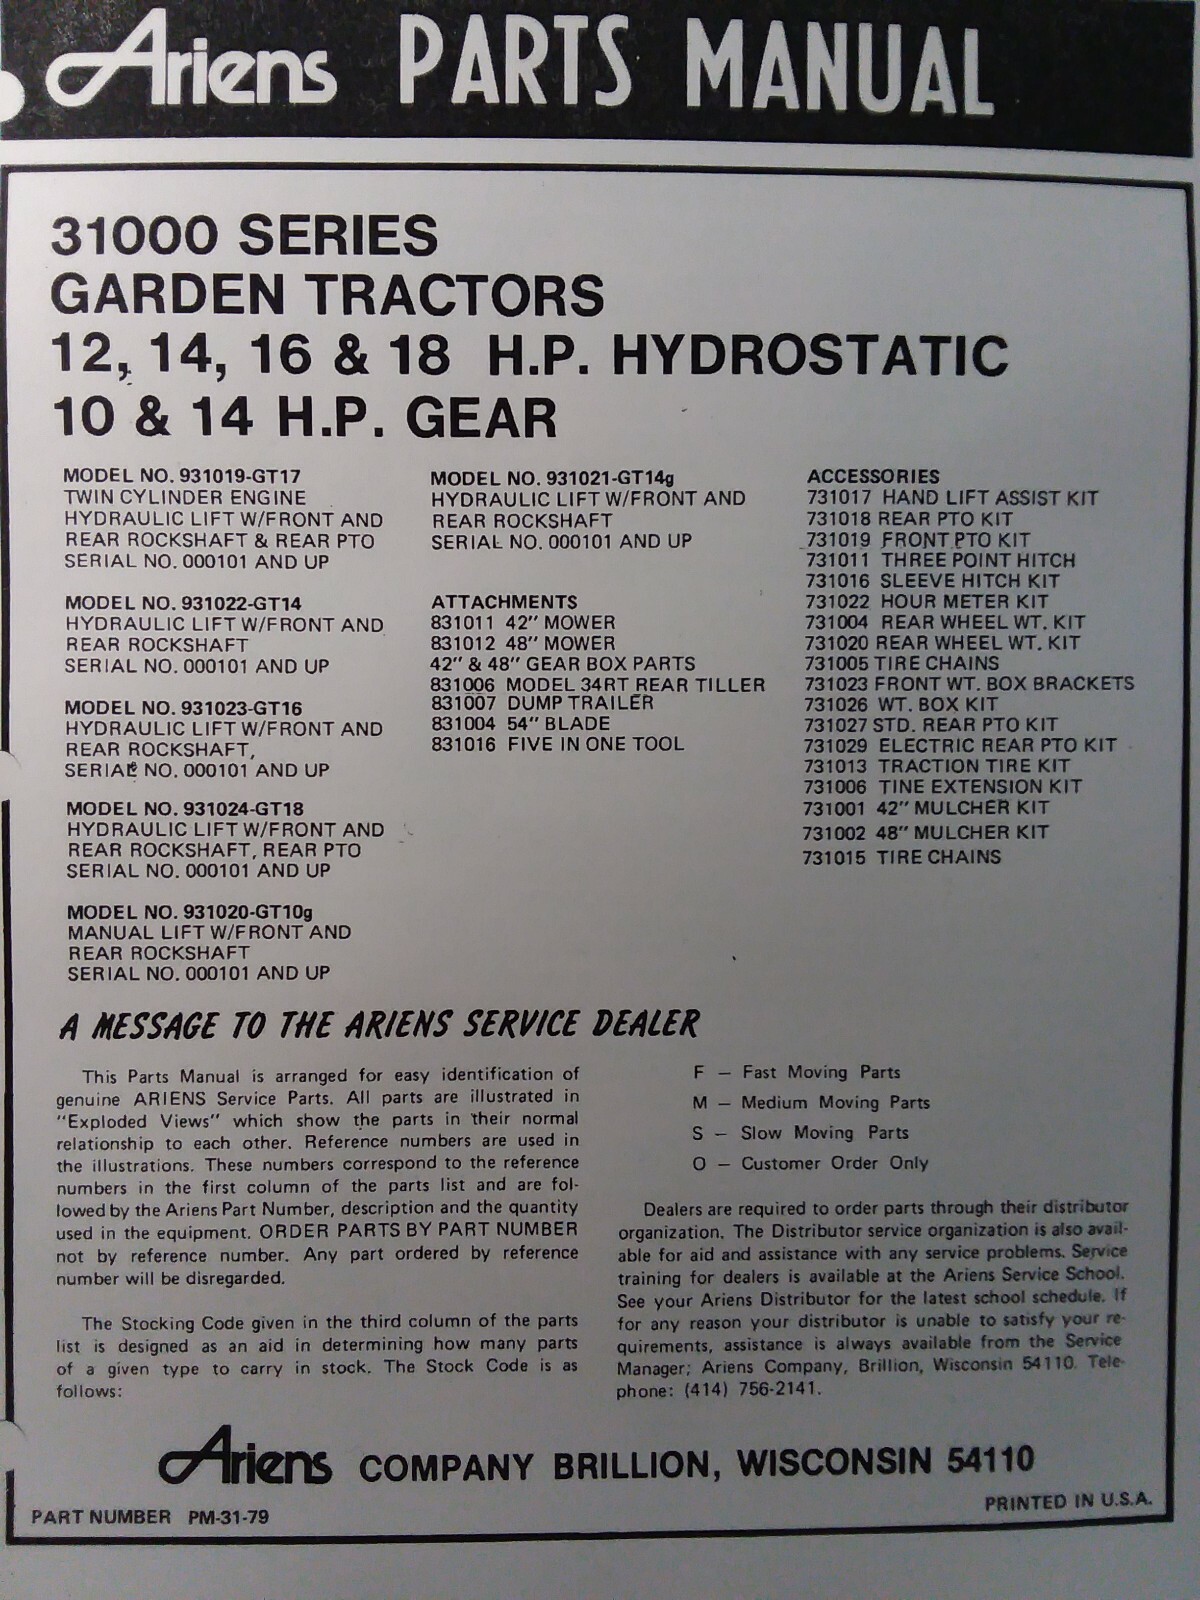 Ariens PARTS MANUAL
31000 SERIES
GARDEN TRACTORS
12, 14, 16 & 18 H.P. HYDROSTATIC
10 & 14 H.P. GEAR
MODEL NO. 931019-GT17
TWIN CYLINDER ENGINE
HYDRAULIC LIFT W/FRONT AND
REAR ROCKSHAFT & REAR PTO
SERIAL NO. 000101 AND UP
MODEL NO. 931022-GT14
HYDRAULIC LIFT W/FRONT AND
REAR ROCKSHAFT
SERIAL NO. 000101 AND UP
MODEL NO. 931023-GT16
HYDRAULIC LIFT W/FRONT AND
REAR ROCKSHAFT,
SERIAL NO. 000101 AND UP
MODEL NO. 931024-GT18
HYDRAULIC LIFT W/FRONT AND
REAR ROCKSHAFT, REAR PTO
SERIAL NO. 000101 AND UP
MODEL NO. 931020-GT10g
MANUAL LIFT W/FRONT AND
REAR ROCKSHAFT
SERIAL NO. 000101 AND UP
MODEL NO. 931021-GT14g
HYDRAULIC LIFT W/FRONT AND
REAR ROCKSHAFT
SERIAL NO. 000101 AND UP
ATTACHMENTS
831011 42" MOWER
831012 48" MOWER
42" & 48" GEAR BOX PARTS
831006 MODEL 34RT REAR TILLER
831007 DUMP TRAILER
831004 54" BLADE
831016 FIVE IN ONE TOOL
ACCESSORIES
731017 HAND LIFT ASSIST KIT
731018 REAR PTO KIT
731019 FRONT PTO KIT
731011 THREE POINT HITCH
731016 SLEEVE HITCH KIT
731022 HOUR METER KIT
731004 REAR WHEEL WT. KIT
731020 REAR WHEEL WT. KIT
731005 TIRE CHAINS
731023 FRONT WT. BOX BRACKETS
731026 WT. BOX KIT
731027 STD. REAR PTO KIT
731029 ELECTRIC REAR PTO KIT
731013 TRACTION TIRE KIT
731006 TINE EXTENSION KIT
731001 42" MULCHER KIT
731002 48" MULCHER KIT
731015 TIRE CHAINS
A MESSAGE TO THE ARIENS SERVICE DEALER
This Parts Manual is arranged for easy identification of
genuine ARIENS Service Parts. All parts are illustrated in
"Exploded Views" which show the parts in their normal
relationship to each other. Reference numbers are used in
the illustrations. These numbers correspond to the reference
numbers in the first column of the parts list and are fol-
lowed by the Ariens Part Number, description and the quantity
used in the equipment. ORDER PARTS BY PART NUMBER
not by reference number. Any part ordered by reference
number will be disregarded.
The Stocking Code given in the third column of the parts
list is designed as an aid in determining how many parts
of a given type to carry in stock. The Stock Code is as
follows:
F – Fast Moving Parts
M – Medium Moving Parts
S – Slow Moving Parts
O – Customer Order Only
Dealers are required to order parts through their distributor
organization. The Distributor service organization is also avail-
able for aid and assistance with any service problems. Service
training for dealers is available at the Ariens Service School.
See your Ariens Distributor for the latest school schedule. If
for any reason your distributor is unable to satisfy your re-
quirements, assistance is always available from the Service
Manager; Ariens Company, Brillion, Wisconsin 54110. Tele-
phone: (414) 756-2141.
Ariens COMPANY BRILLION, WISCONSIN 54110
PART NUMBER PM-31-79
PRINTED IN U.S.A.